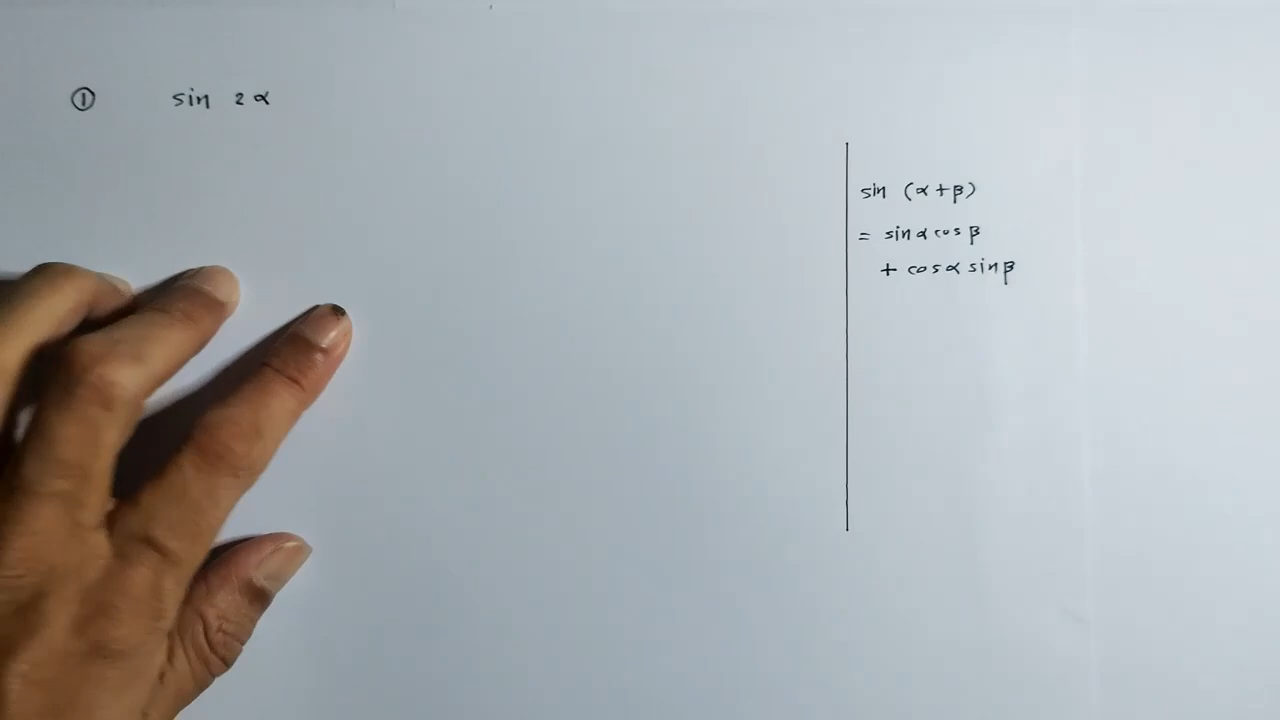 ① sin 2α
sin (α+β)
= sinα cos β
+ cosα sinβ